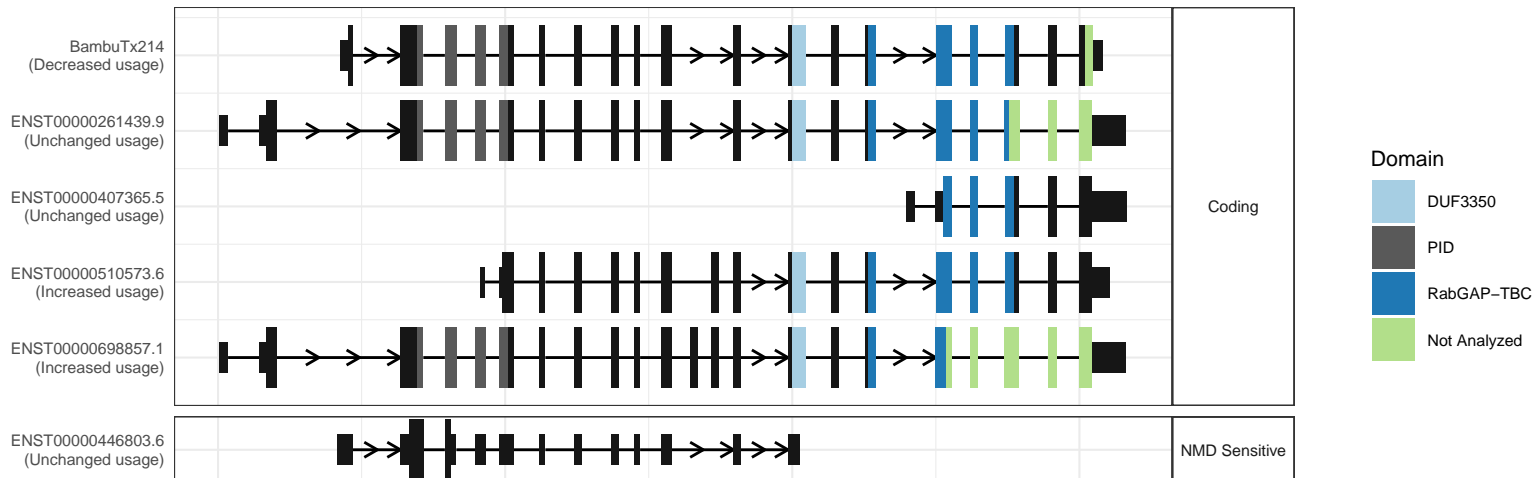 BambuTx214
(Decreased usage)
ENST00000261439.9
(Unchanged usage)
ENST00000407365.5
(Unchanged usage)
ENST00000510573.6
(Increased usage)
ENST00000698857.1
(Increased usage)
ENST00000446803.6
(Unchanged usage)
Coding
NMD Sensitive
Domain
DUF3350
PID
RabGAP−TBC
Not Analyzed